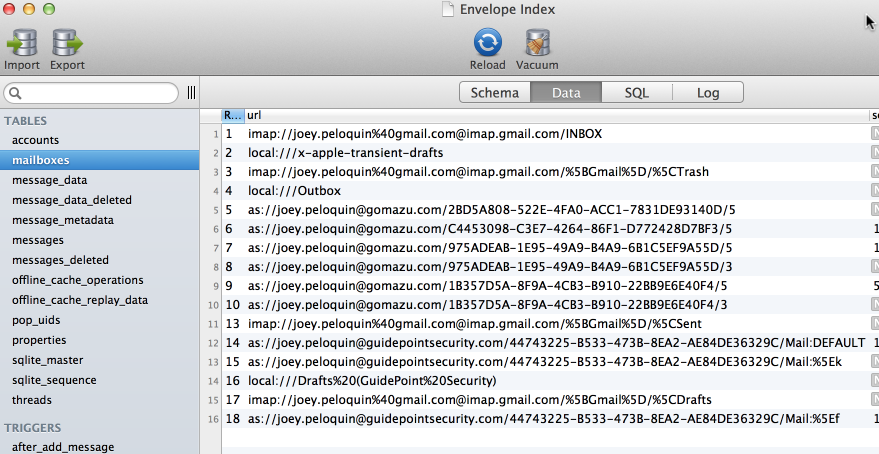 Envelope Index
Import Export Reload Vacuum
Schema Data SQL Log
TABLES
accounts
mailboxes
message_data
message_data_deleted
message_metadata
messages
messages_deleted
offline_cache_operations
offline_cache_replay_data
pop_uids
properties
sqlite_master
sqlite_sequence
threads
TRIGGERS
after_add_message
R... url
1 1 imap://joey.peloquin%40gmail.com@imap.gmail.com/INBOX
2 2 local:///x-apple-transient-drafts
3 3 imap://joey.peloquin%40gmail.com@imap.gmail.com/%5BGmail%5D/%5CTrash
4 4 local:///Outbox
5 5 as://joey.peloquin@gomazu.com/2BD5A808-522E-4FA0-ACC1-7831DE93140D/5
6 6 as://joey.peloquin@gomazu.com/C4453098-C3E7-4264-86F1-D772428D7BF3/5 1
7 7 as://joey.peloquin@gomazu.com/975ADEAB-1E95-49A9-B4A9-6B1C5EF9A55D/5 1
8 8 as://joey.peloquin@gomazu.com/975ADEAB-1E95-49A9-B4A9-6B1C5EF9A55D/3
9 9 as://joey.peloquin@gomazu.com/1B357D5A-8F9A-4CB3-B910-22BB9E6E40F4/5 5
10 10 as://joey.peloquin@gomazu.com/1B357D5A-8F9A-4CB3-B910-22BB9E6E40F4/3
11 13 imap://joey.peloquin%40gmail.com@imap.gmail.com/%5BGmail%5D/%5CSent
12 14 as://joey.peloquin@guidepointsecurity.com/44743225-B533-473B-8EA2-AE84DE36329C/Mail:DEFAULT 1
13 15 as://joey.peloquin@guidepointsecurity.com/44743225-B533-473B-8EA2-AE84DE36329C/Mail:%5Ek
14 16 local:///Drafts%20(GuidePoint%20Security)
15 17 imap://joey.peloquin%40gmail.com@imap.gmail.com/%5BGmail%5D/%5CDrafts
16 18 as://joey.peloquin@guidepointsecurity.com/44743225-B533-473B-8EA2-AE84DE36329C/Mail:%5Ef 1